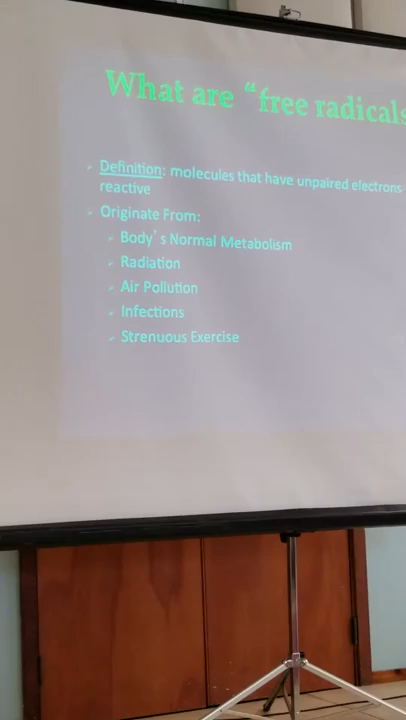 What are “free radicals
Definition: molecules that have unpaired electrons
reactive
Originate From:
Body’s Normal Metabolism
Radiation
Air Pollution
Infections
Strenuous Exercise